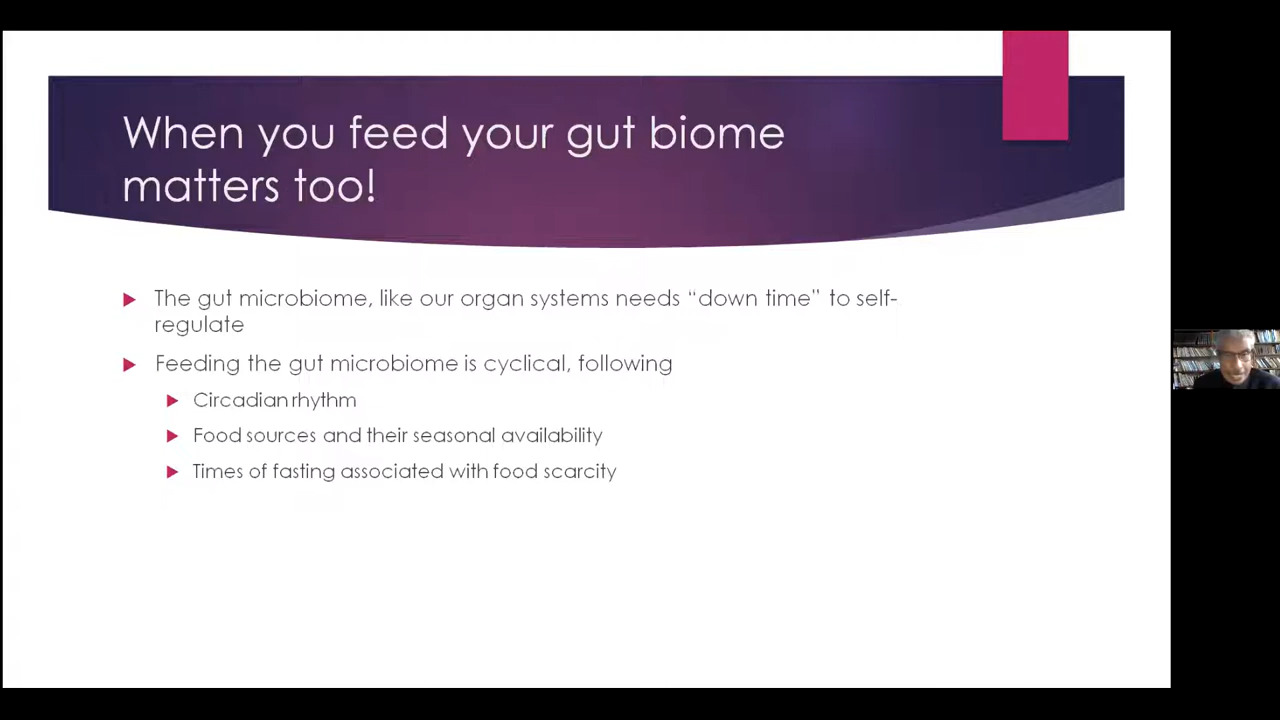 When you feed your gut biome
matters too!
The gut microbiome, like our organ systems needs “down time” to self-
regulate
Feeding the gut microbiome is cyclical, following
Circadian rhythm
Food sources and their seasonal availability
Times of fasting associated with food scarcity